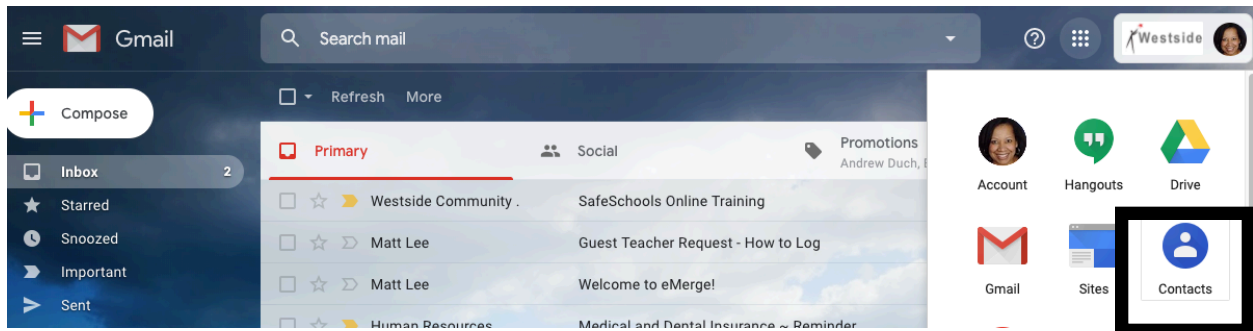 Gmail
Search mail
Westside
Compose
Refresh More
Primary
Social
Promotions
Andrew Duch, E
Inbox 2
Starred
Snoozed
Important
Sent
Westside Community . SafeSchools Online Training
Matt Lee Guest Teacher Request - How to Log
Matt Lee Welcome to eMerge!
Human Resources Medical and Dental Insurance ~ Reminder
Account Hangouts Drive
Gmail Sites Contacts